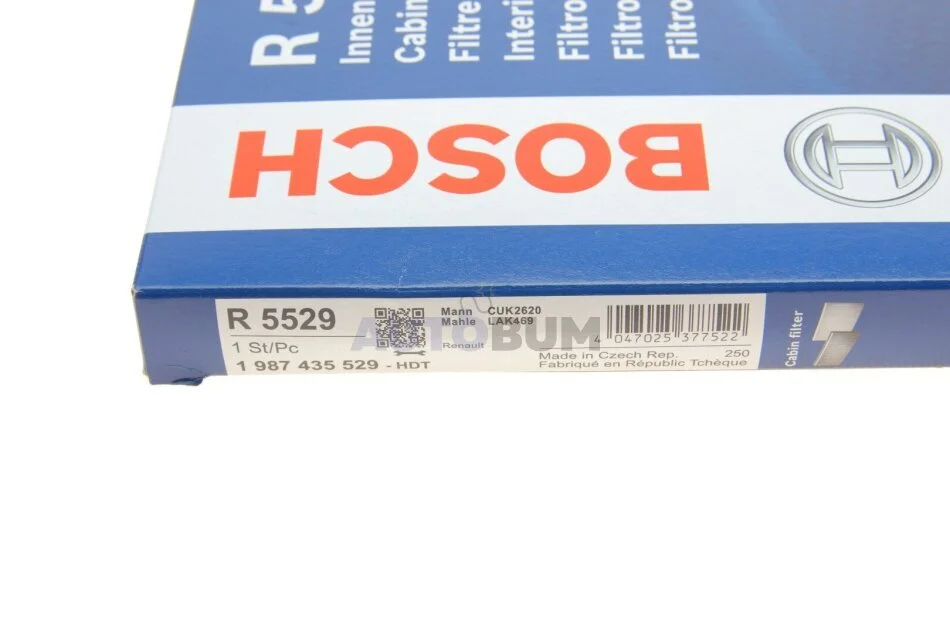 R 5
Innen
Cabin
Filtre
Interi
Filtro
Filtro
Filtro
BOSCH
R 5529
1 St/Pc
1 987 435 529 - HDT
Mann CUK2620
Mahle LAK469
Renault
4 047025 377522
Made in Czech Rep. 250
Fabriqué en République Tchèque
Cabin filter
AUTOBUM